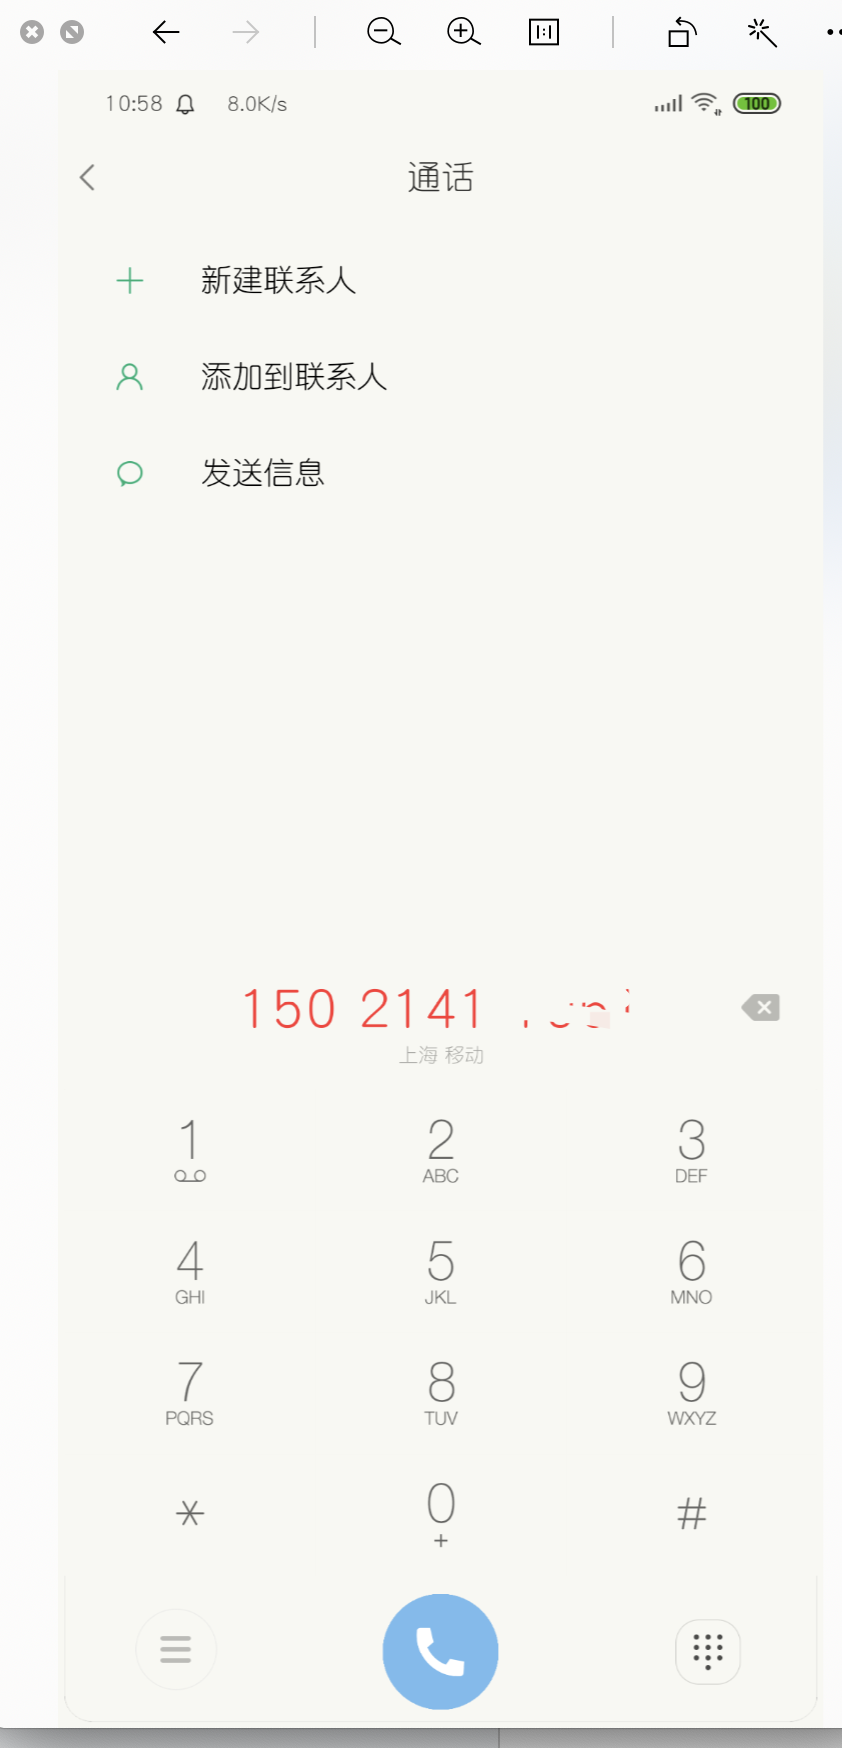 10:58 8.0K/s 100
通话
新建联系人
添加到联系人
发送信息
150 2141
上海 移动
1 2 3
ABC DEF
4 5 6
GHI JKL MNO
7 8 9
PQRS TUV WXYZ
* 0 #
+